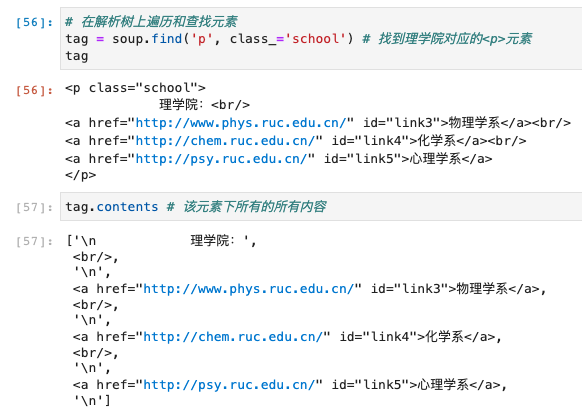 [56]: # 在解析树上遍历和查找元素
tag = soup.find('p', class_='school') # 找到理学院对应的<p>元素
tag
[56]: <p class="school">
            理学院：<br/>
<a href="http://www.phys.ruc.edu.cn/" id="link3">物理学系</a><br/>
<a href="http://chem.ruc.edu.cn/" id="link4">化学系</a><br/>
<a href="http://psy.ruc.edu.cn/" id="link5">心理学系</a>
</p>
[57]: tag.contents # 该元素下所有的所有内容
[57]: ['\n            理学院：',
 <br/>,
 '\n',
 <a href="http://www.phys.ruc.edu.cn/" id="link3">物理学系</a>,
 <br/>,
 '\n',
 <a href="http://chem.ruc.edu.cn/" id="link4">化学系</a>,
 <br/>,
 '\n',
 <a href="http://psy.ruc.edu.cn/" id="link5">心理学系</a>,
 '\n']